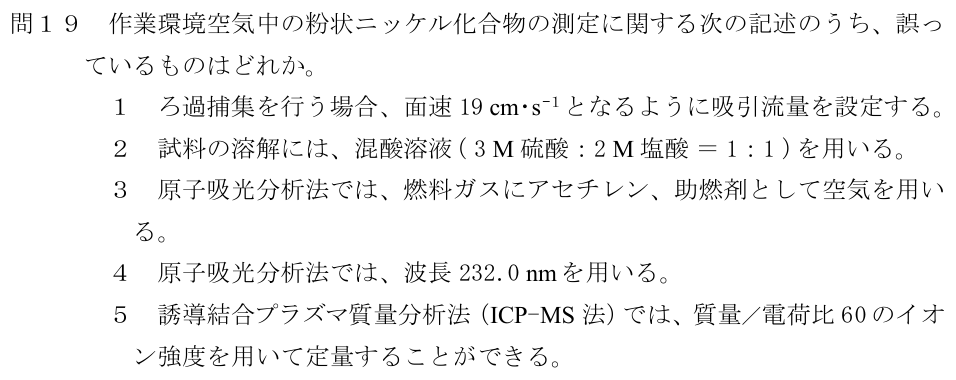 問１９　作業環境空気中の粉状ニッケル化合物の測定に関する次の記述のうち、誤っ
ているものはどれか。
１　ろ過捕集を行う場合、面速 19 cm·s⁻¹ となるように吸引流量を設定する。
２　試料の溶解には、混酸溶液 ( 3 M 硫酸 : 2 M 塩酸 = 1 : 1 ) を用いる。
３　原子吸光分析法では、燃料ガスにアセチレン、助燃剤として空気を用い
る。
４　原子吸光分析法では、波長 232.0 nm を用いる。
５　誘導結合プラズマ質量分析法 (ICP-MS 法) では、質量／電荷比 60 のイオ
ン強度を用いて定量することができる。